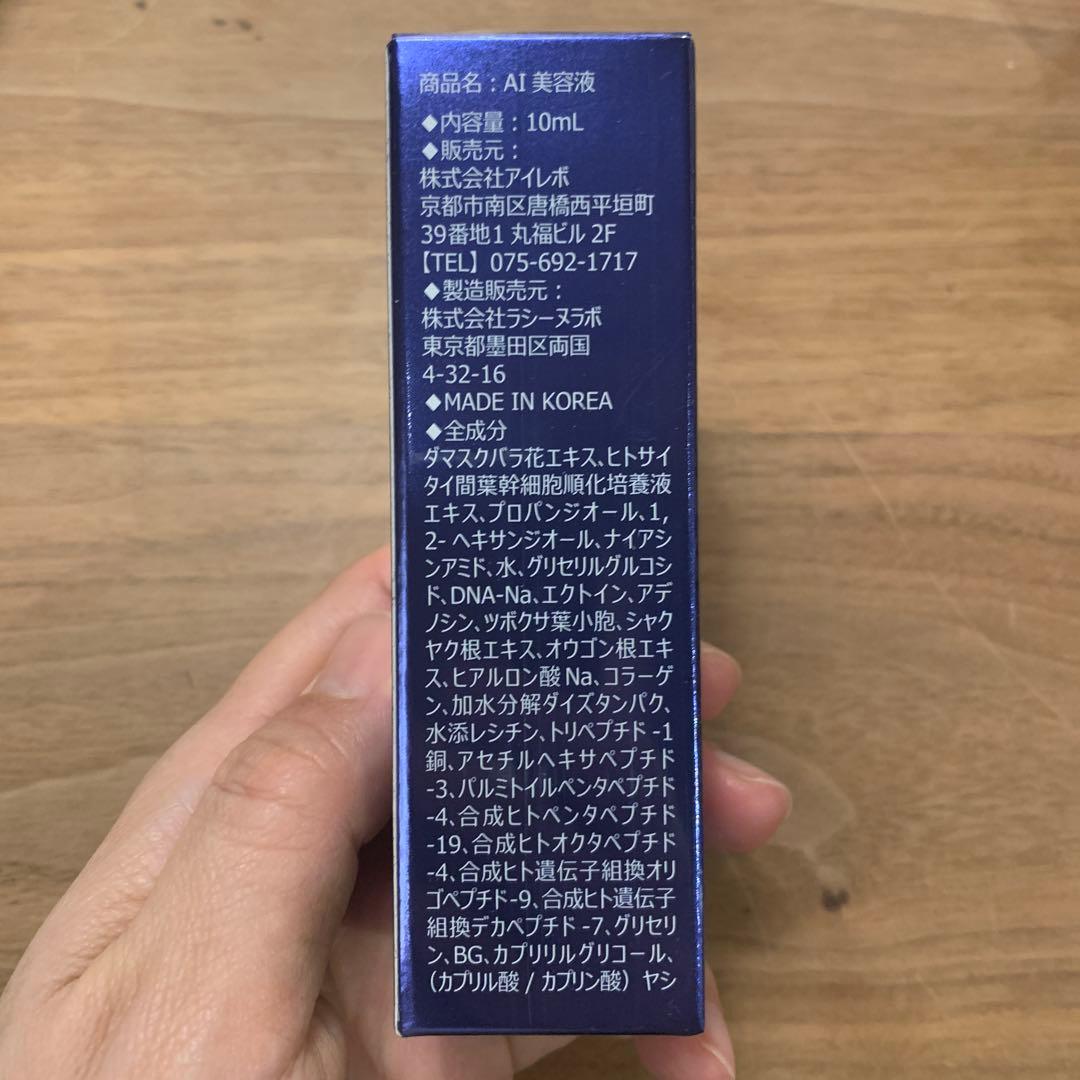 商品名：AI 美容液
◆内容量：10mL
◆販売元：
株式会社アイレボ
京都市南区唐橋西平垣町
39番地1 丸福ビル 2F
【TEL】075-692-1717
◆製造販売元：
株式会社ラシーヌラボ
東京都墨田区両国
4-32-16
◆MADE IN KOREA
◆全成分
ダマスクバラ花エキス、ヒトサイ
タイ間葉幹細胞順化培養液
エキス、プロパンジオール、1,
2- ヘキサンジオール、ナイアシ
ンアミド、水、グリセリルグルコシ
ド、DNA-Na、エクトイン、アデ
ノシン、ツボクサ葉小胞、シャク
ヤク根エキス、オウゴン根エキ
ス、ヒアルロン酸 Na、コラーゲ
ン、加水分解ダイズタンパク、
水添レシチン、トリペプチド -1
銅、アセチルヘキサペプチド
-3、パルミトイルペンタペプチド
-4、合成ヒトペンタペプチド
-19、合成ヒトオクタペプチド
-4、合成ヒト遺伝子組換オリ
ゴペプチド-9、合成ヒト遺伝子
組換デカペプチド -7、グリセリ
ン、BG、カプリリルグリコール、
（カプリル酸 / カプリン酸）ヤシ